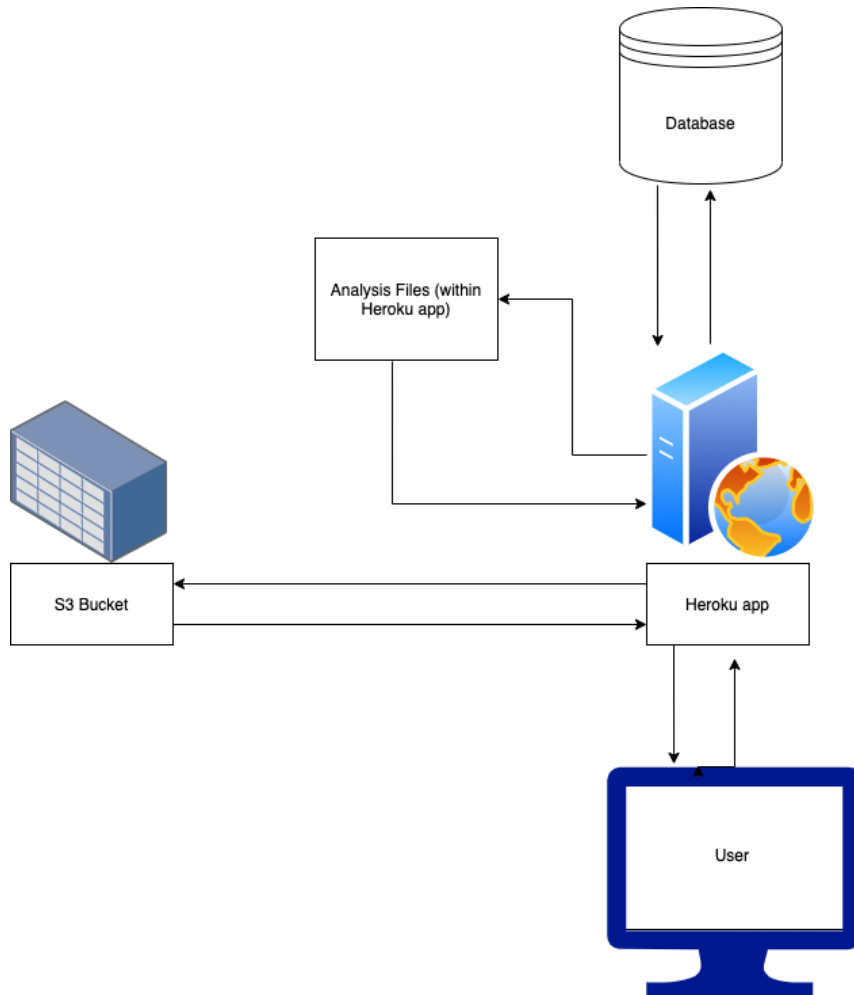 Database
Analysis Files (within
Heroku app)
S3 Bucket
Heroku app
User